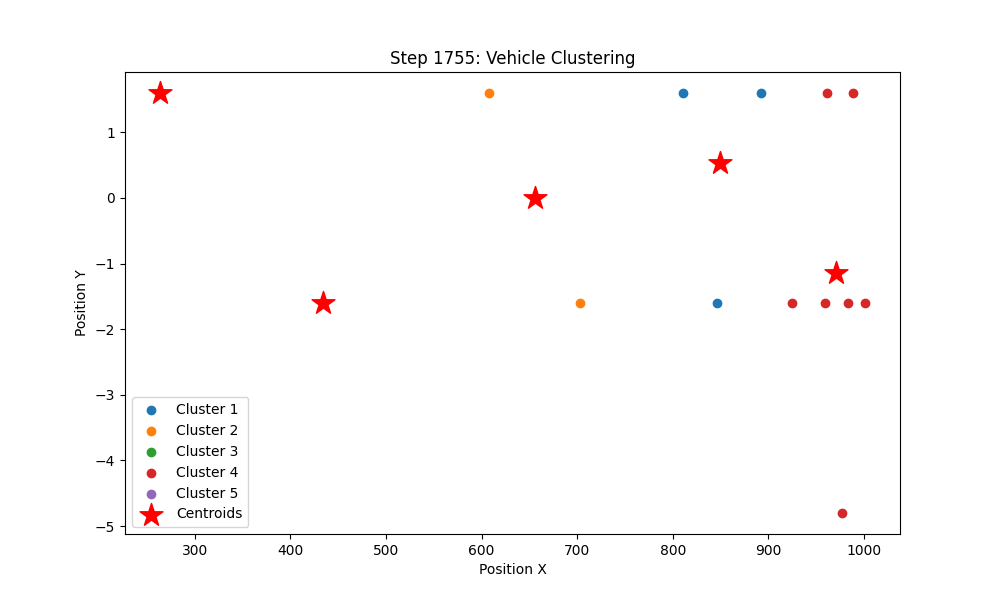 Step 1755: Vehicle Clustering
Position Y
1
0
−1
−2
−3
−4
−5
Cluster 1
Cluster 2
Cluster 3
Cluster 4
Cluster 5
Centroids
300 400 500 600 700 800 900 1000
Position X